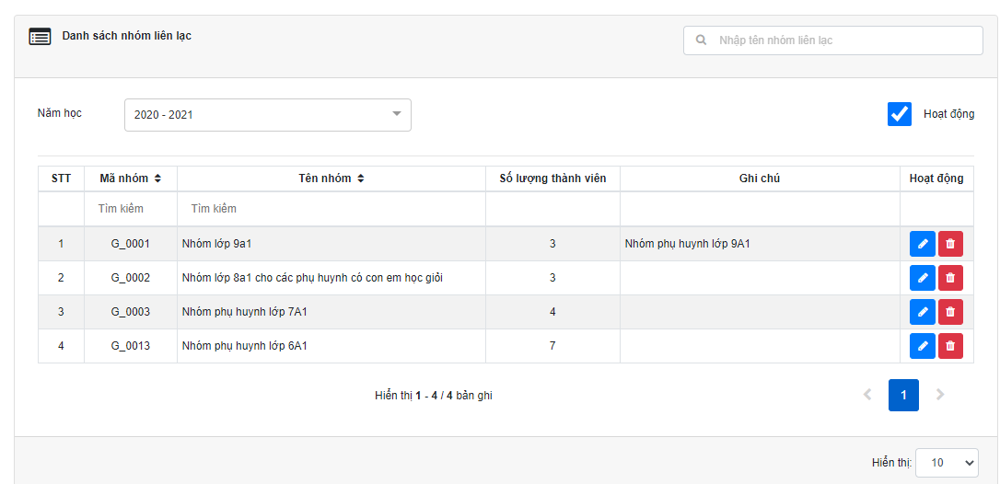 Danh sách nhóm liên lạc
Nhập tên nhóm liên lạc
Năm học 2020 - 2021 Hoạt động
STT Mã nhóm Tên nhóm Số lượng thành viên Ghi chú Hoạt động
Tìm kiếm Tìm kiếm
1 G_0001 Nhóm lớp 9a1 3 Nhóm phụ huynh lớp 9A1
2 G_0002 Nhóm lớp 8a1 cho các phụ huynh có con em học giỏi 3
3 G_0003 Nhóm phụ huynh lớp 7A1 4
4 G_0013 Nhóm phụ huynh lớp 6A1 7
Hiển thị 1 - 4 / 4 bản ghi 1
Hiển thị: 10